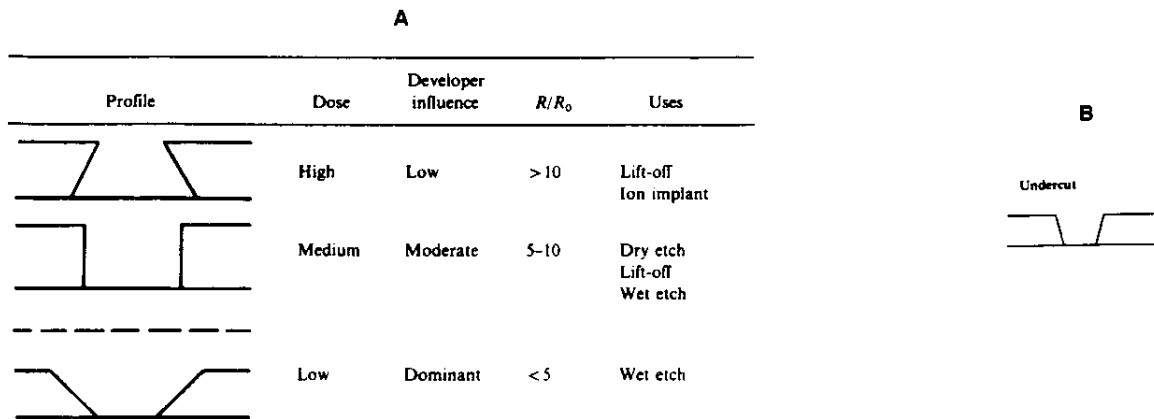 A
Profile Dose Developer influence R/R₀ Uses
High Low >10 Lift-off
Ion implant
Medium Moderate 5–10 Dry etch
Lift-off
Wet etch
Low Dominant <5 Wet etch
B
Undercut